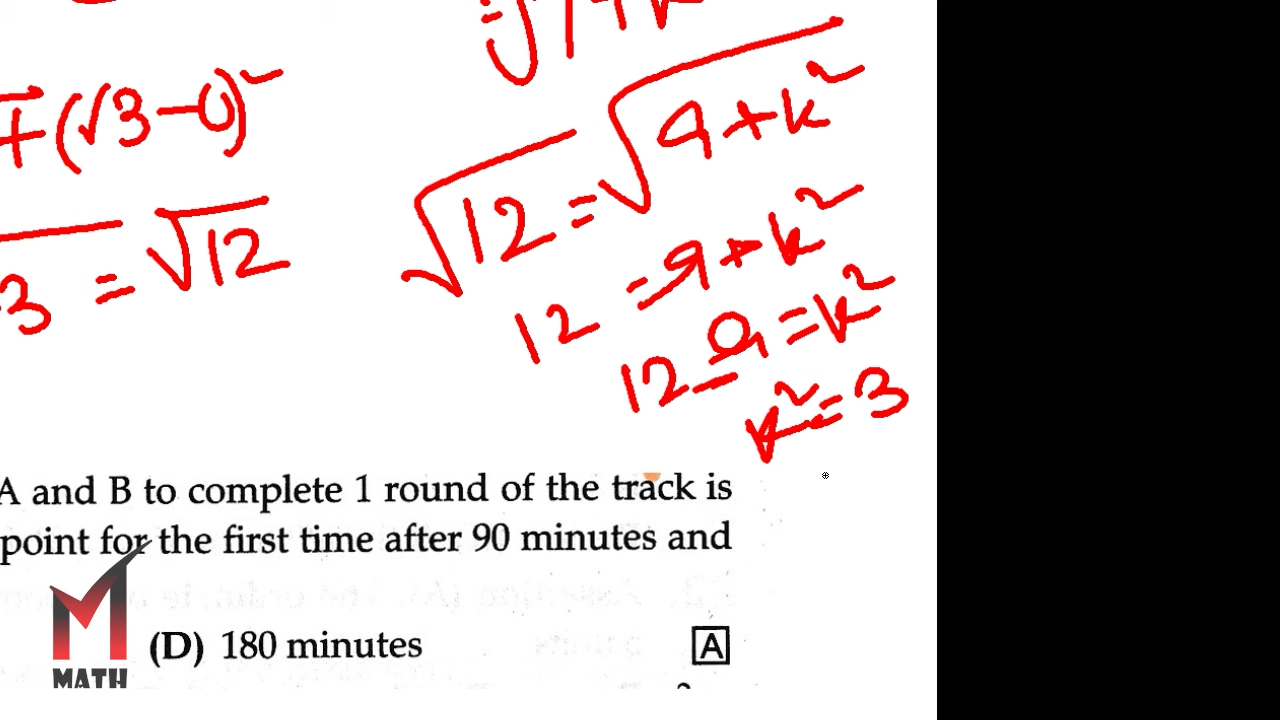 (√3-0)²
3 = √12
√12 = √9+k²
12 = 9+k²
12-9=k²
k²=3
A and B to complete 1 round of the track is
point for the first time after 90 minutes and
(D) 180 minutes A
MATH